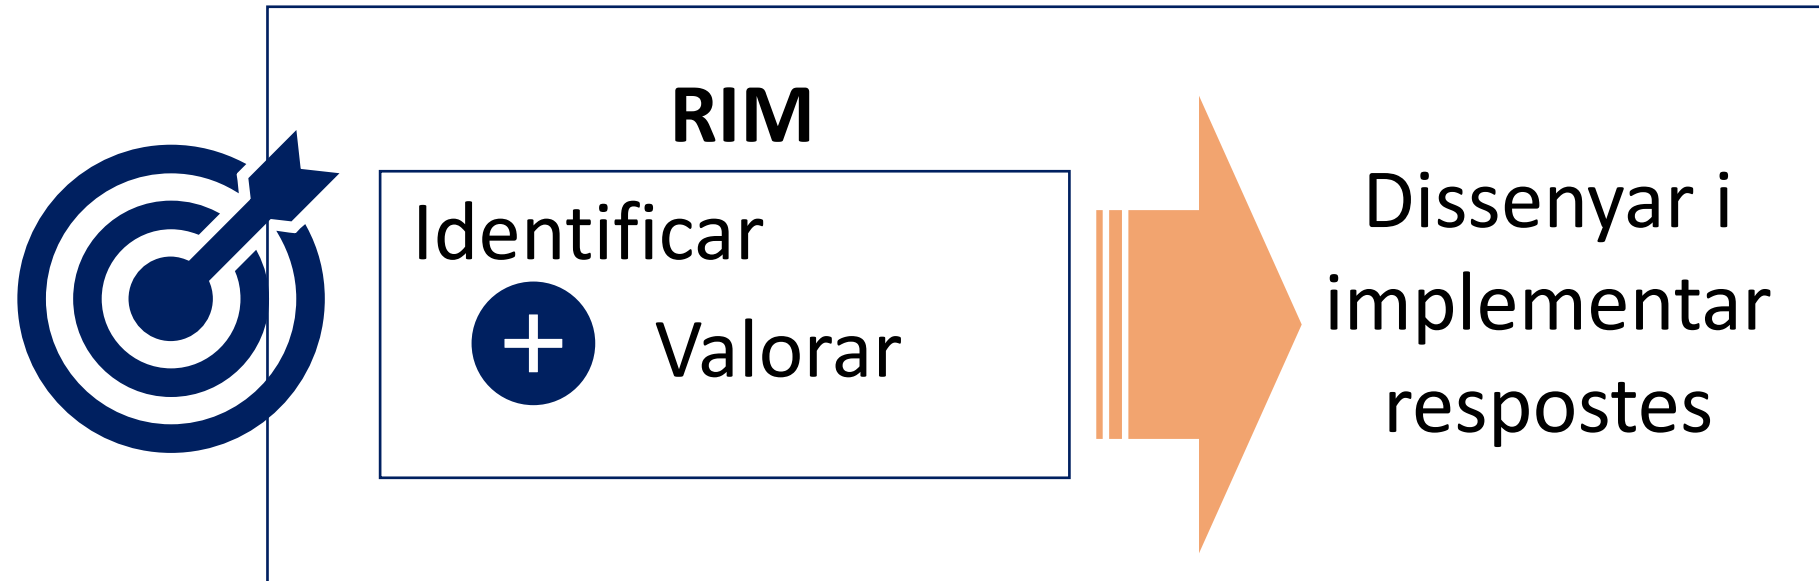 RIM
Identificar
+ Valorar
Dissenyar i
implementar
respostes